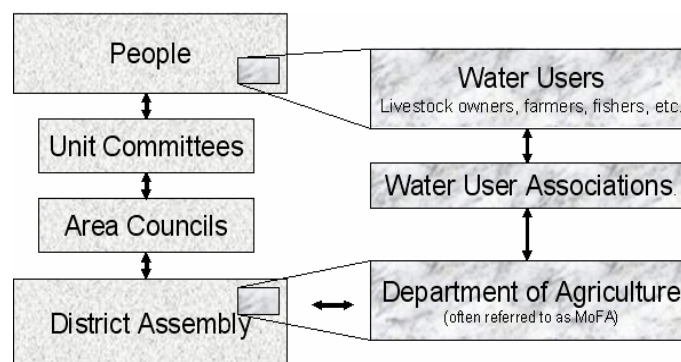 People
Unit Committees
Area Councils
District Assembly
Water Users
Livestock owners, farmers, fishers, etc.
Water User Associations.
Department of Agriculture
(often referred to as MoFA)